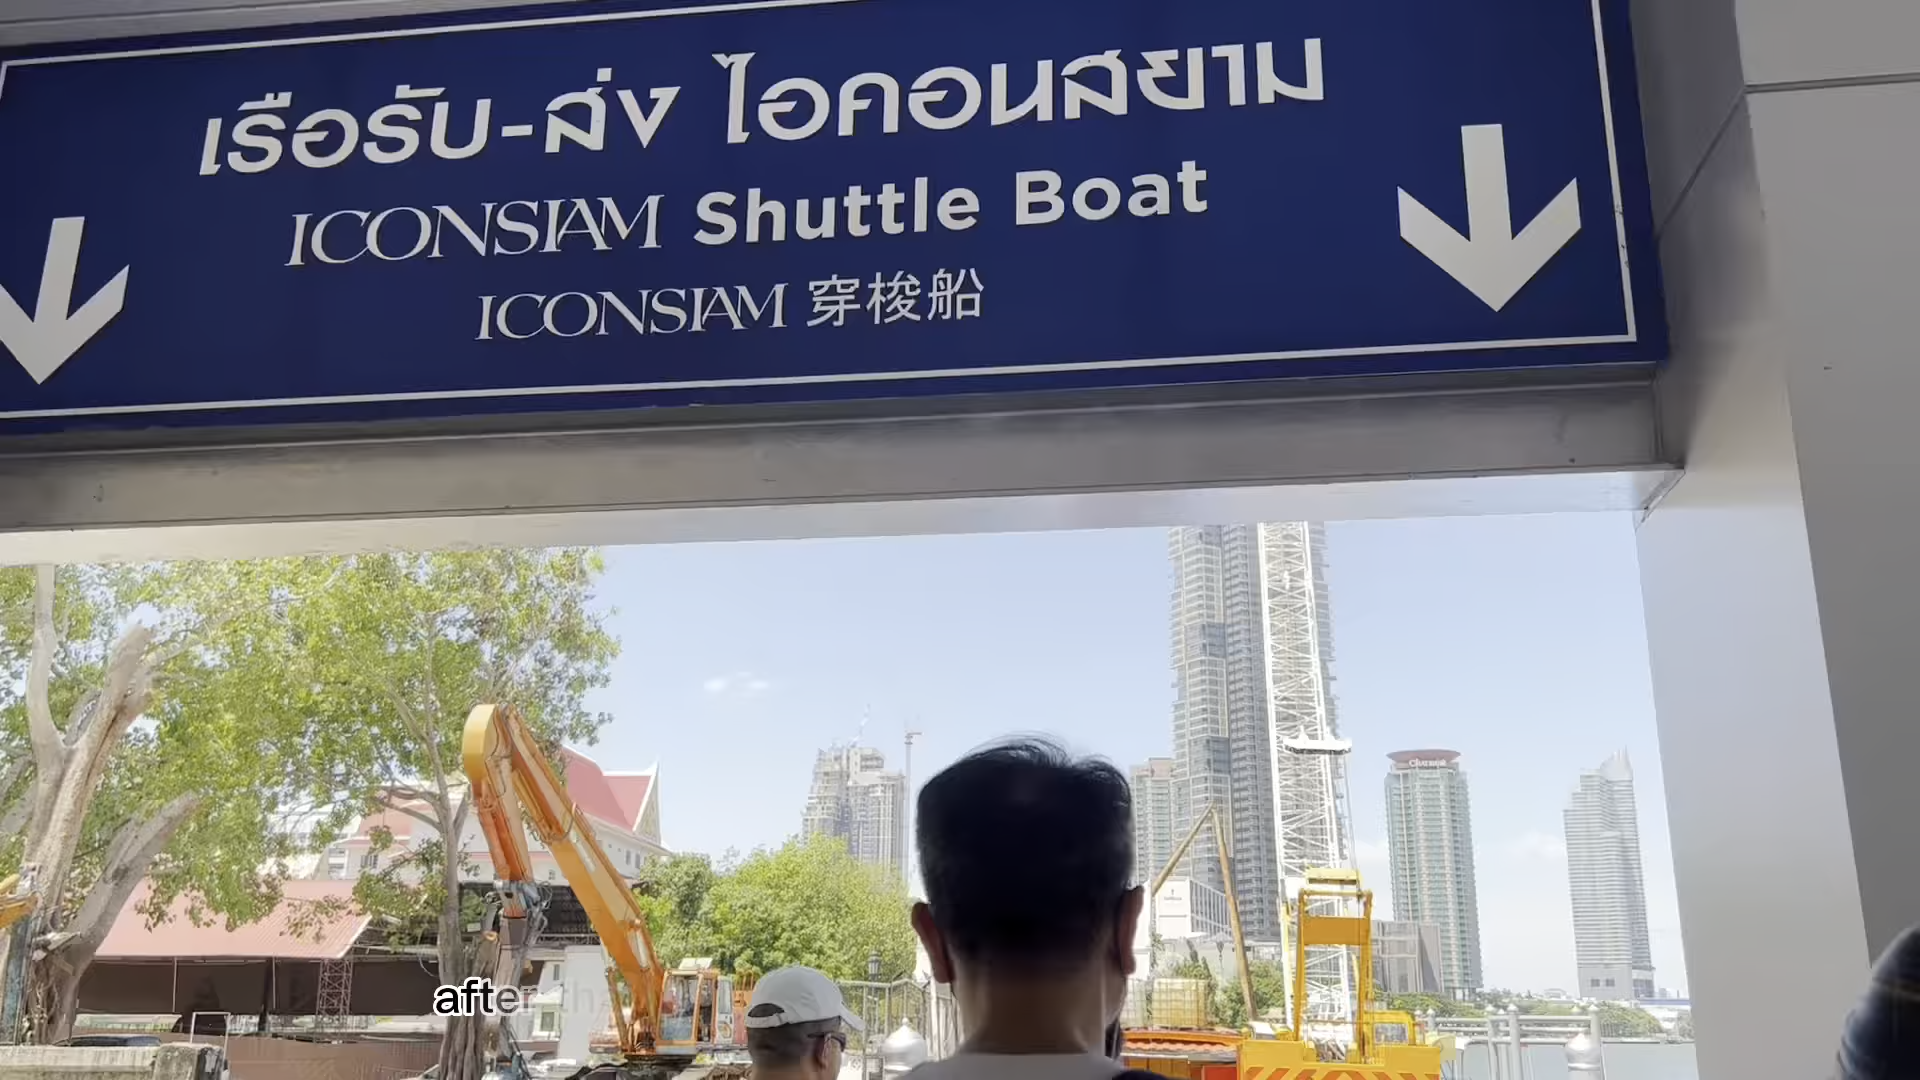 เรือรับ-ส่ง ไอคอนสยาม
ICONSIAM Shuttle Boat
ICONSIAM 穿梭船
Chatrium
after